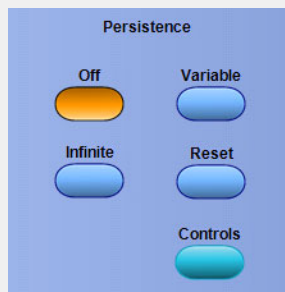 Persistence
Off Variable
Infinite Reset
Controls